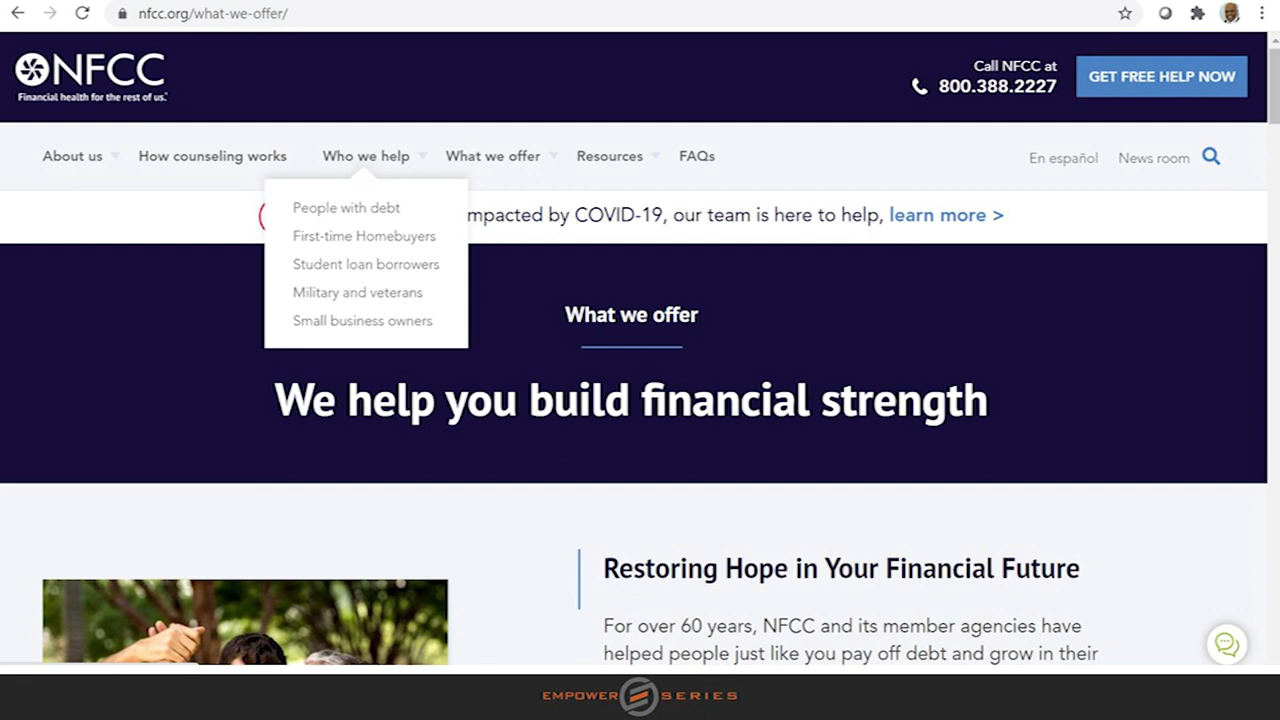 nfcc.org/what-we-offer/
NFCC
Financial health for the rest of us.
Call NFCC at
800.388.2227
GET FREE HELP NOW
About us
How counseling works
Who we help
What we offer
Resources
FAQs
En español
News room
People with debt
First-time Homebuyers
Student loan borrowers
Military and veterans
Small business owners
mpacted by COVID-19, our team is here to help, learn more >
What we offer
We help you build financial strength
Restoring Hope in Your Financial Future
For over 60 years, NFCC and its member agencies have
helped people just like you pay off debt and grow in their
EMPOWER SERIES